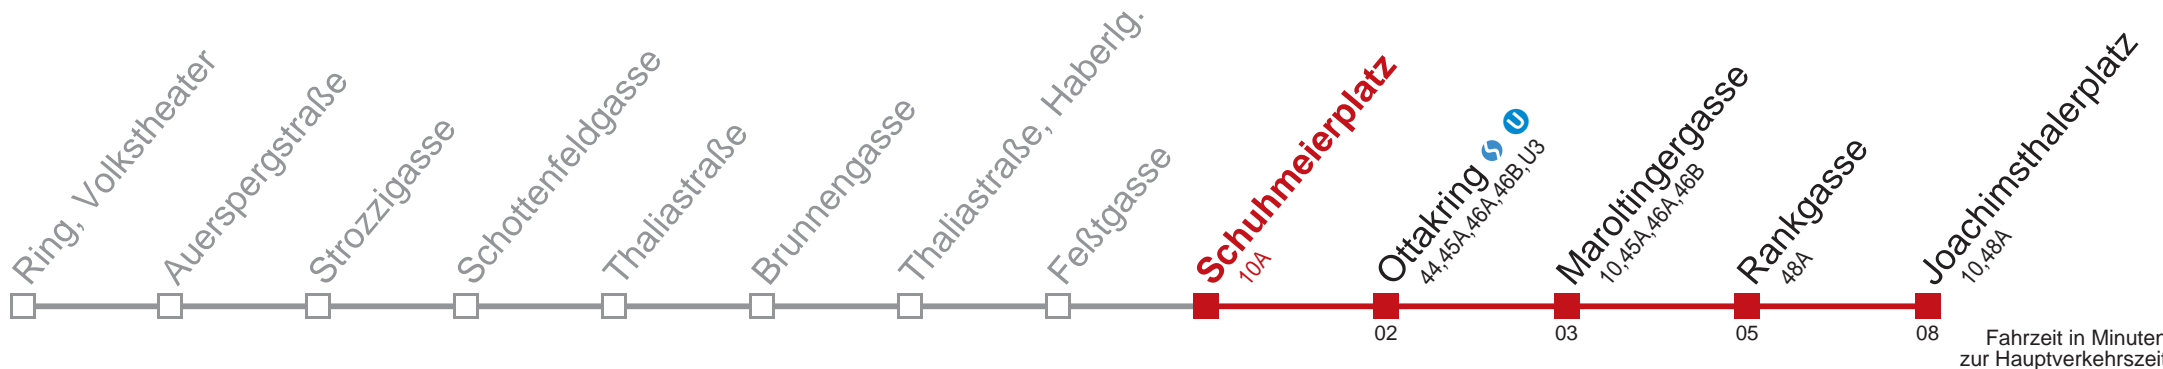 Ring, Volkstheater
Auerspergstraße
Strozzigasse
Schottenfeldgasse
Thaliastraße
Brunnengasse
Thaliastraße, Haberlg.
Feßtgasse
Schuhmeierplatz
10A
Ottakring S U
44,45A,46A,46B,U3
Maroltingergasse
10,45A,46A,46B
Rankgasse
48A
Joachimsthalerplatz
10,48A
02
03
05
08
Fahrzeit in Minuten
zur Hauptverkehrszeit